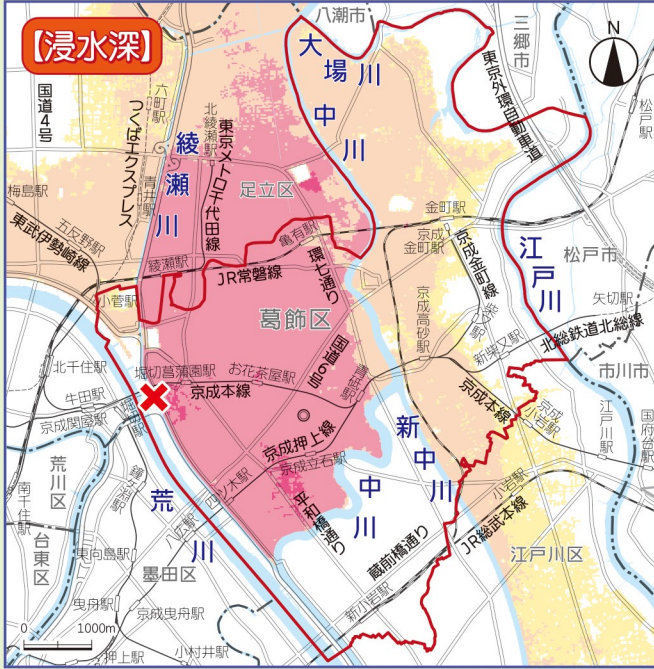 【浸水深】
八潮市
三郷市
N
国道4号
六町駅
つくばエクスプレス
青井駅
綾瀬川
北綾瀬駅
東京メトロ千代田線
大場川
中川
東京外環自動車道
松戸駅
足立区
梅島駅
五反野駅
東武伊勢崎線
亀有駅
環七通り
金町駅
京成金町駅
京成金町線
江戸川
松戸市
綾瀬駅
JR常磐線
小菅駅
葛飾区
京成高砂駅
柴又駅
新柴又駅
矢切駅
北総鉄道北総線
市川市
北千住駅
堀切菖蒲園駅
お花茶屋駅
国道6号
青砥駅
牛田駅
京成本線
京成関屋駅
堀切駅
京成本線
京成小岩駅
江戸川駅
国府台駅
荒川区
鐘ヶ淵駅
荒川
四ツ木駅
京成押上線
京成立石駅
中川
新中川
小岩駅
南千住駅
台東区
八広駅
平和橋通り
蔵前橋通り
JR総武本線
江戸川区
東向島駅
墨田区
曳舟駅
京成曳舟駅
新小岩駅
0 1000m
押上駅
小村井駅